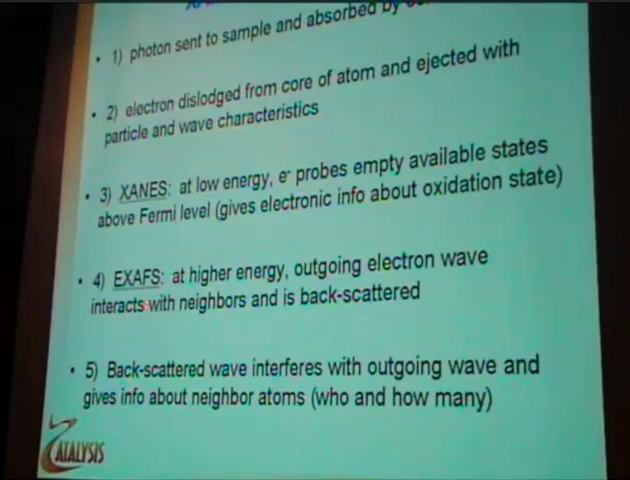 • 1) photon sent to sample and absorbed by
• 2) electron dislodged from core of atom and ejected with
particle and wave characteristics
• 3) XANES: at low energy, e- probes empty available states
above Fermi level (gives electronic info about oxidation state)
• 4) EXAFS: at higher energy, outgoing electron wave
interacts with neighbors and is back-scattered
• 5) Back-scattered wave interferes with outgoing wave and
gives info about neighbor atoms (who and how many)
CATALYSIS